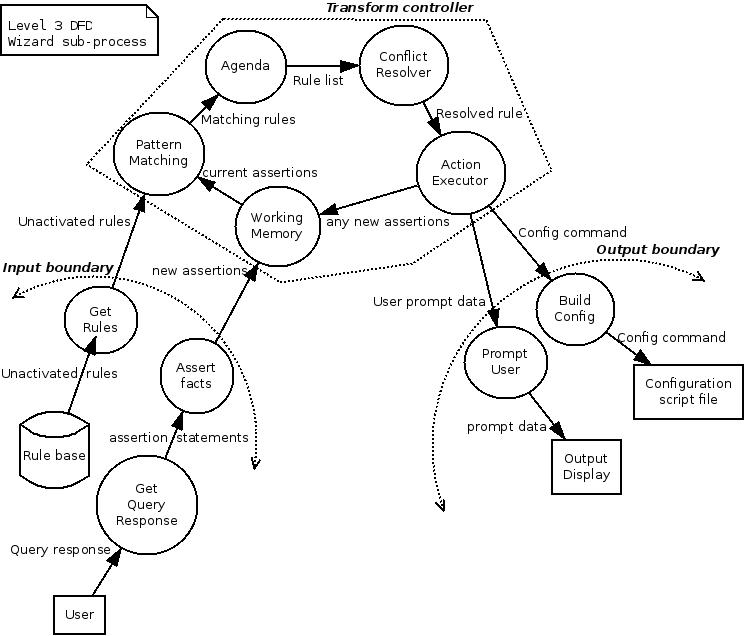 Level 3 DFD
Wizard sub-process
Transform controller
Agenda
Rule list
Conflict
Resolver
Matching rules
Resolved rule
Pattern
Matching
current assertions
Action
Executor
Working
Memory
any new assertions
Unactivated rules
new assertions
Config command
Input boundary
Output boundary
Get
Rules
User prompt data
Build
Config
Unactivated rules
Assert
facts
Prompt
User
Config command
Configuration
script file
Rule base
assertion statements
prompt data
Output
Display
Get
Query
Response
Query response
User